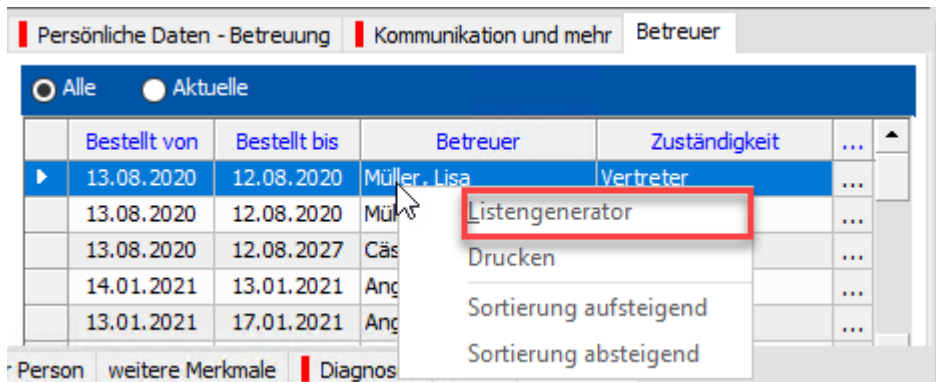 Persönliche Daten - Betreuung Kommunikation und mehr Betreuer
Alle Aktuelle
Bestellt von Bestellt bis Betreuer Zuständigkeit ...
13.08.2020 12.08.2020 Müller, Lisa Vertreter ...
13.08.2020 12.08.2020 Mül ...
Listengenerator
13.08.2020 12.08.2027 Cäs ...
Drucken
14.01.2021 13.01.2021 Ang ...
Sortierung aufsteigend
13.01.2021 17.01.2021 Ang ...
Sortierung absteigend
r Person weitere Merkmale Diagnos